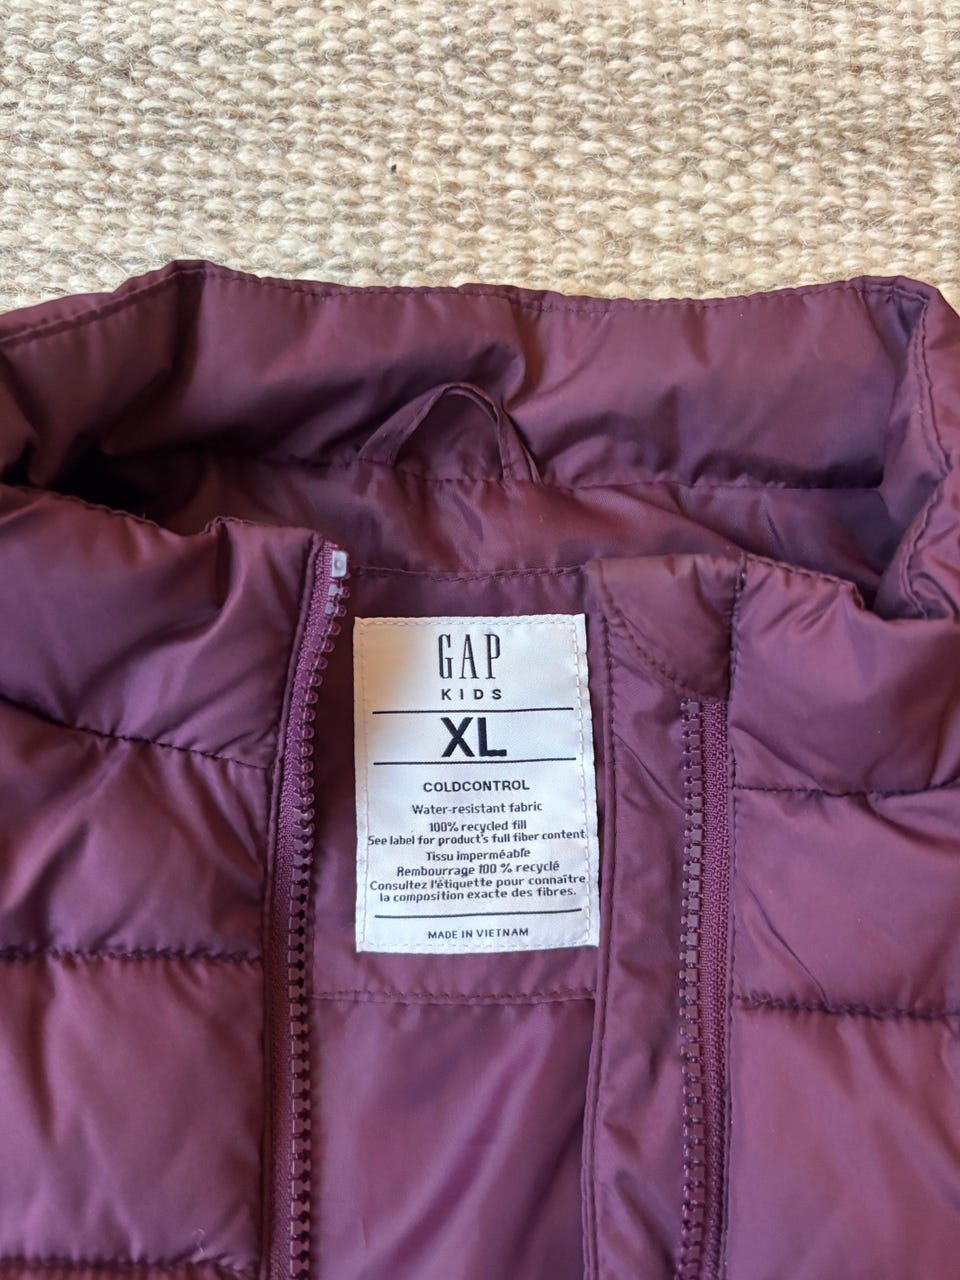 GAP
KIDS
XL
COLDCONTROL
Water-resistant fabric
100% recycled fill
See label for product's full fiber content
Tissu imperméable
Rembourrage 100 % recyclé
Consultez l'étiquette pour connaître
la composition exacte des fibres.
MADE IN VIETNAM